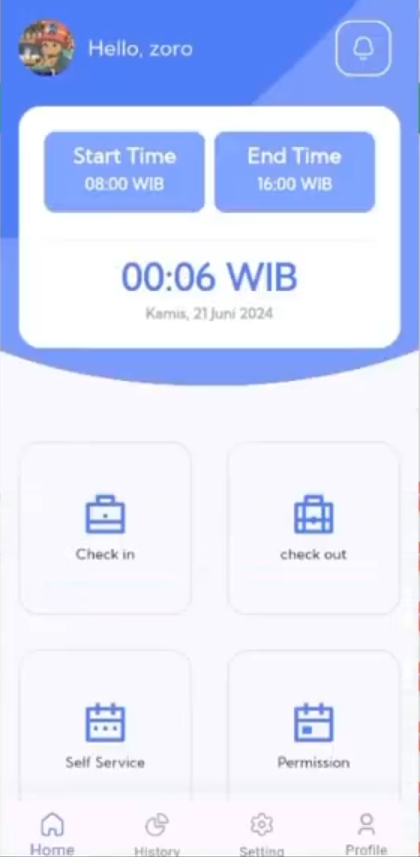 Hello, zoro
Start Time
08:00 WIB
End Time
16:00 WIB
00:06 WIB
Kamis, 21 Juni 2024
Check in
check out
Self Service
Permission
Home
History
Setting
Profile